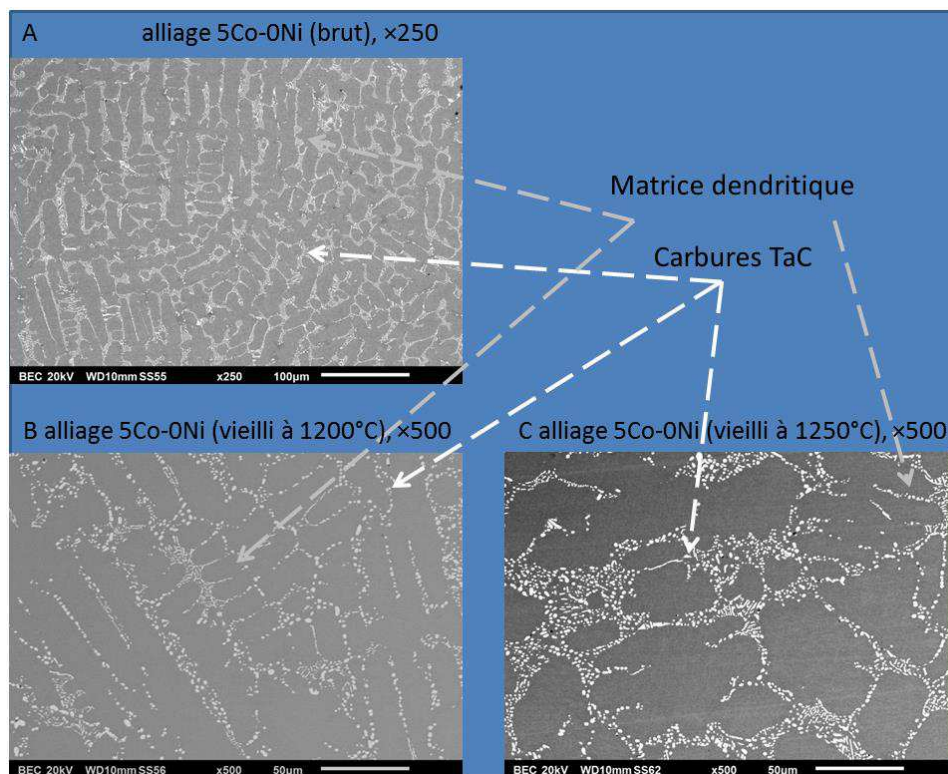 A
alliage 5Co-0Ni (brut), ×250
BEC 20kV WD10mm SS55 x250 100µm
Matrice dendritique
Carbures TaC
B alliage 5Co-0Ni (vieilli à 1200°C), ×500
C alliage 5Co-0Ni (vieilli à 1250°C), ×500
BEC 20kV WD10mm SS56 x500 50µm
BEC 20kV WD10mm SS62 x500 50µm